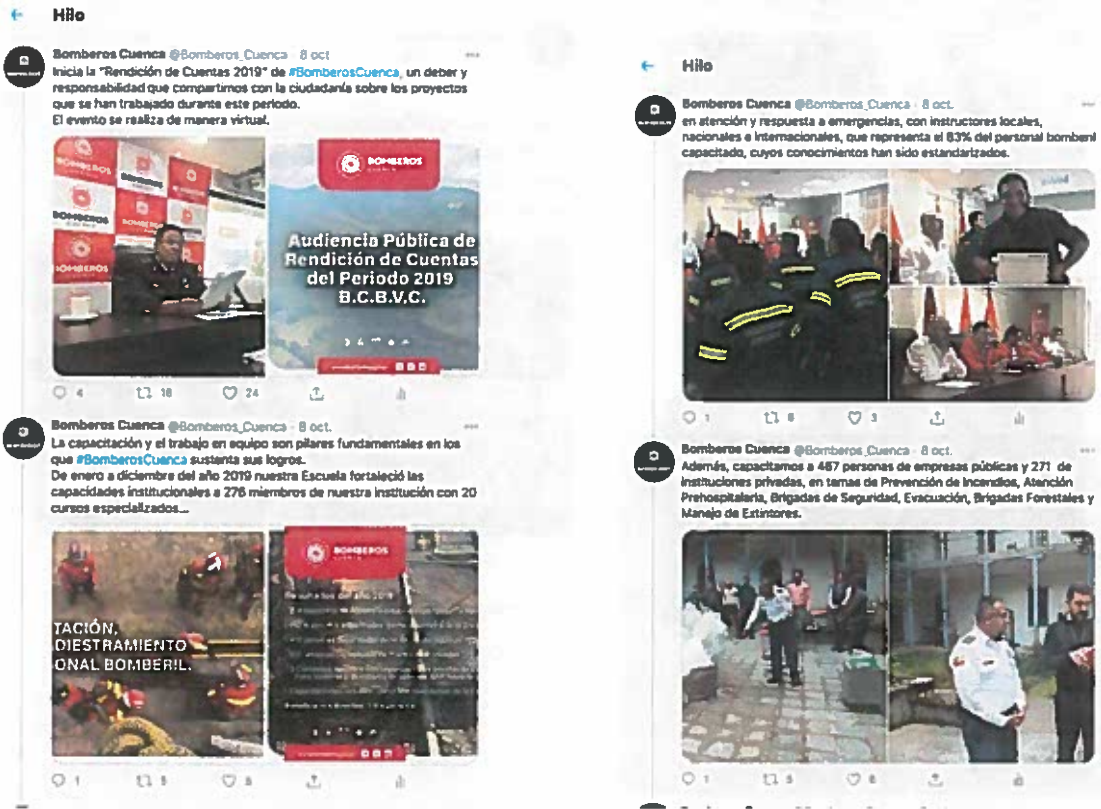 Hilo
Bomberos Cuenca @Bomberos_Cuenca · 8 oct
Inicia la "Rendición de Cuentas 2019" de #BomberosCuenca, un deber y
responsabilidad que compartimos con la ciudadanía sobre los proyectos
que se han trabajado durante este periodo.
El evento se realiza de manera virtual.
BOMBEROS
BOMBEROS
BOMBEROS
BOMBEROS
Audiencia Pública de
Rendición de Cuentas
del Periodo 2019
B.C.B.V.C.
4 18 24
Bomberos Cuenca @Bomberos_Cuenca · 8 oct.
La capacitación y el trabajo en equipo son pilares fundamentales en los
que #BomberosCuenca sustenta sus logros.
De enero a diciembre del año 2019 nuestra Escuela fortaleció las
capacidades institucionales a 276 miembros de nuestra institución con 20
cursos especializados...
TACIÓN,
DIESTRAMIENTO
ONAL BOMBERIL.
BOMBEROS
1 5
Hilo
Bomberos Cuenca @Bomberos_Cuenca · 8 oct.
en atención y respuesta a emergencias, con instructores locales,
nacionales e internacionales, que representa el 83% del personal bomberil
capacitado, cuyos conocimientos han sido estandarizados.
1 6 3
Bomberos Cuenca @Bomberos_Cuenca · 8 oct.
Además, capacitamos a 467 personas de empresas públicas y 271 de
instituciones privadas, en temas de Prevención de Incendios, Atención
Prehospitalaria, Brigadas de Seguridad, Evacuación, Brigadas Forestales y
Manejo de Extintores.
1 5 6